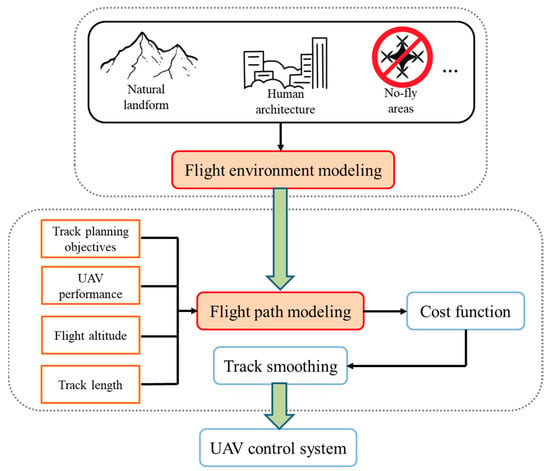 Natural
landform
Human
architecture
No-fly
areas
...
Flight environment modeling
Track planning
objectives
UAV
performance
Flight altitude
Track length
Flight path modeling
Cost function
Track smoothing
UAV control system